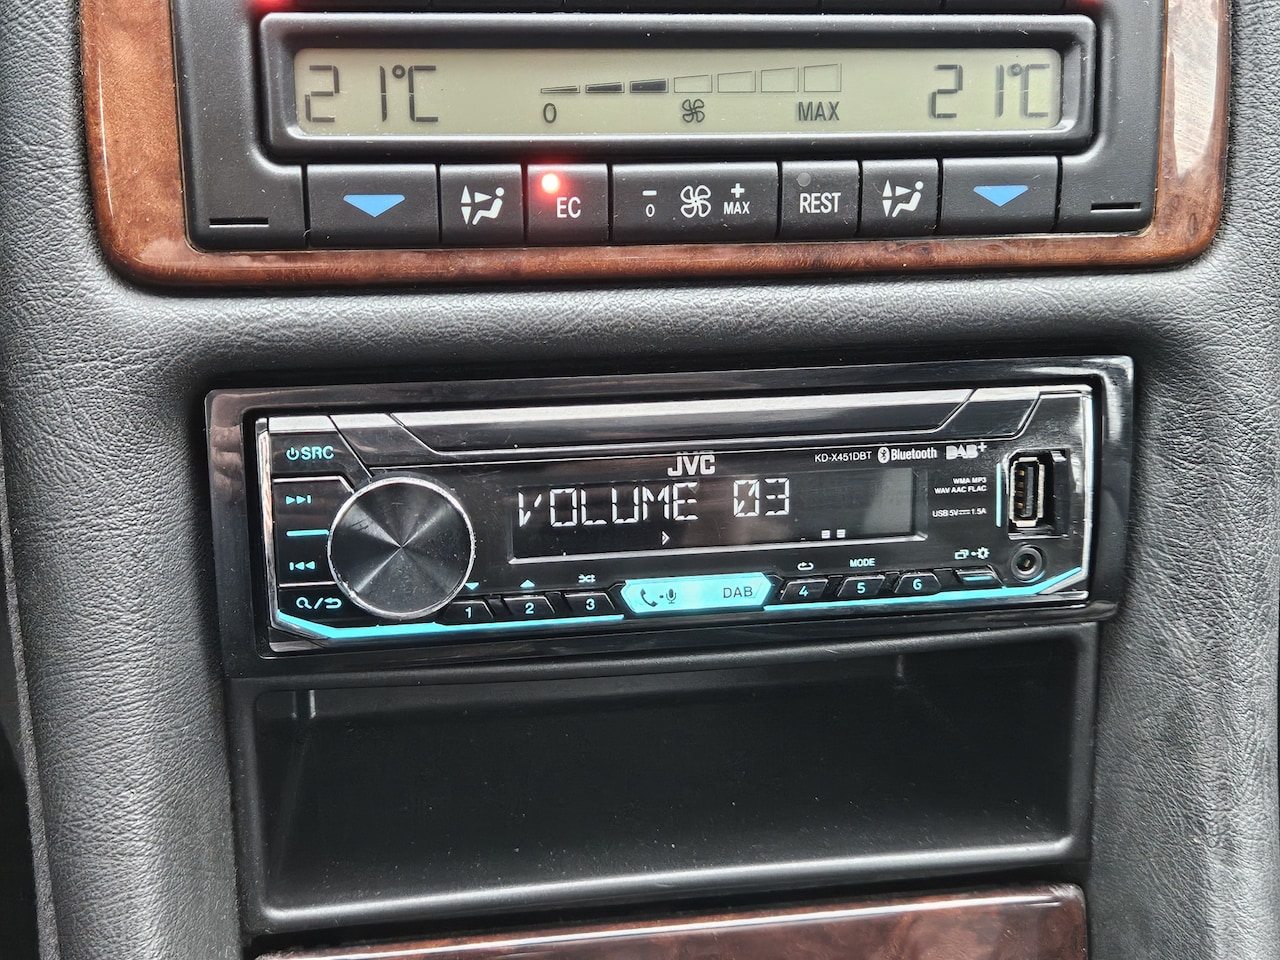 21°C 21°C
0 MAX
EC - 0 + MAX REST
JVC KD-X451DBT Bluetooth DAB+
SRC
WMA MP3
WAV AAC FLAC
VOLUME 03
USB 5V 1.5A
MODE
DAB
1 2 3 4 5 6